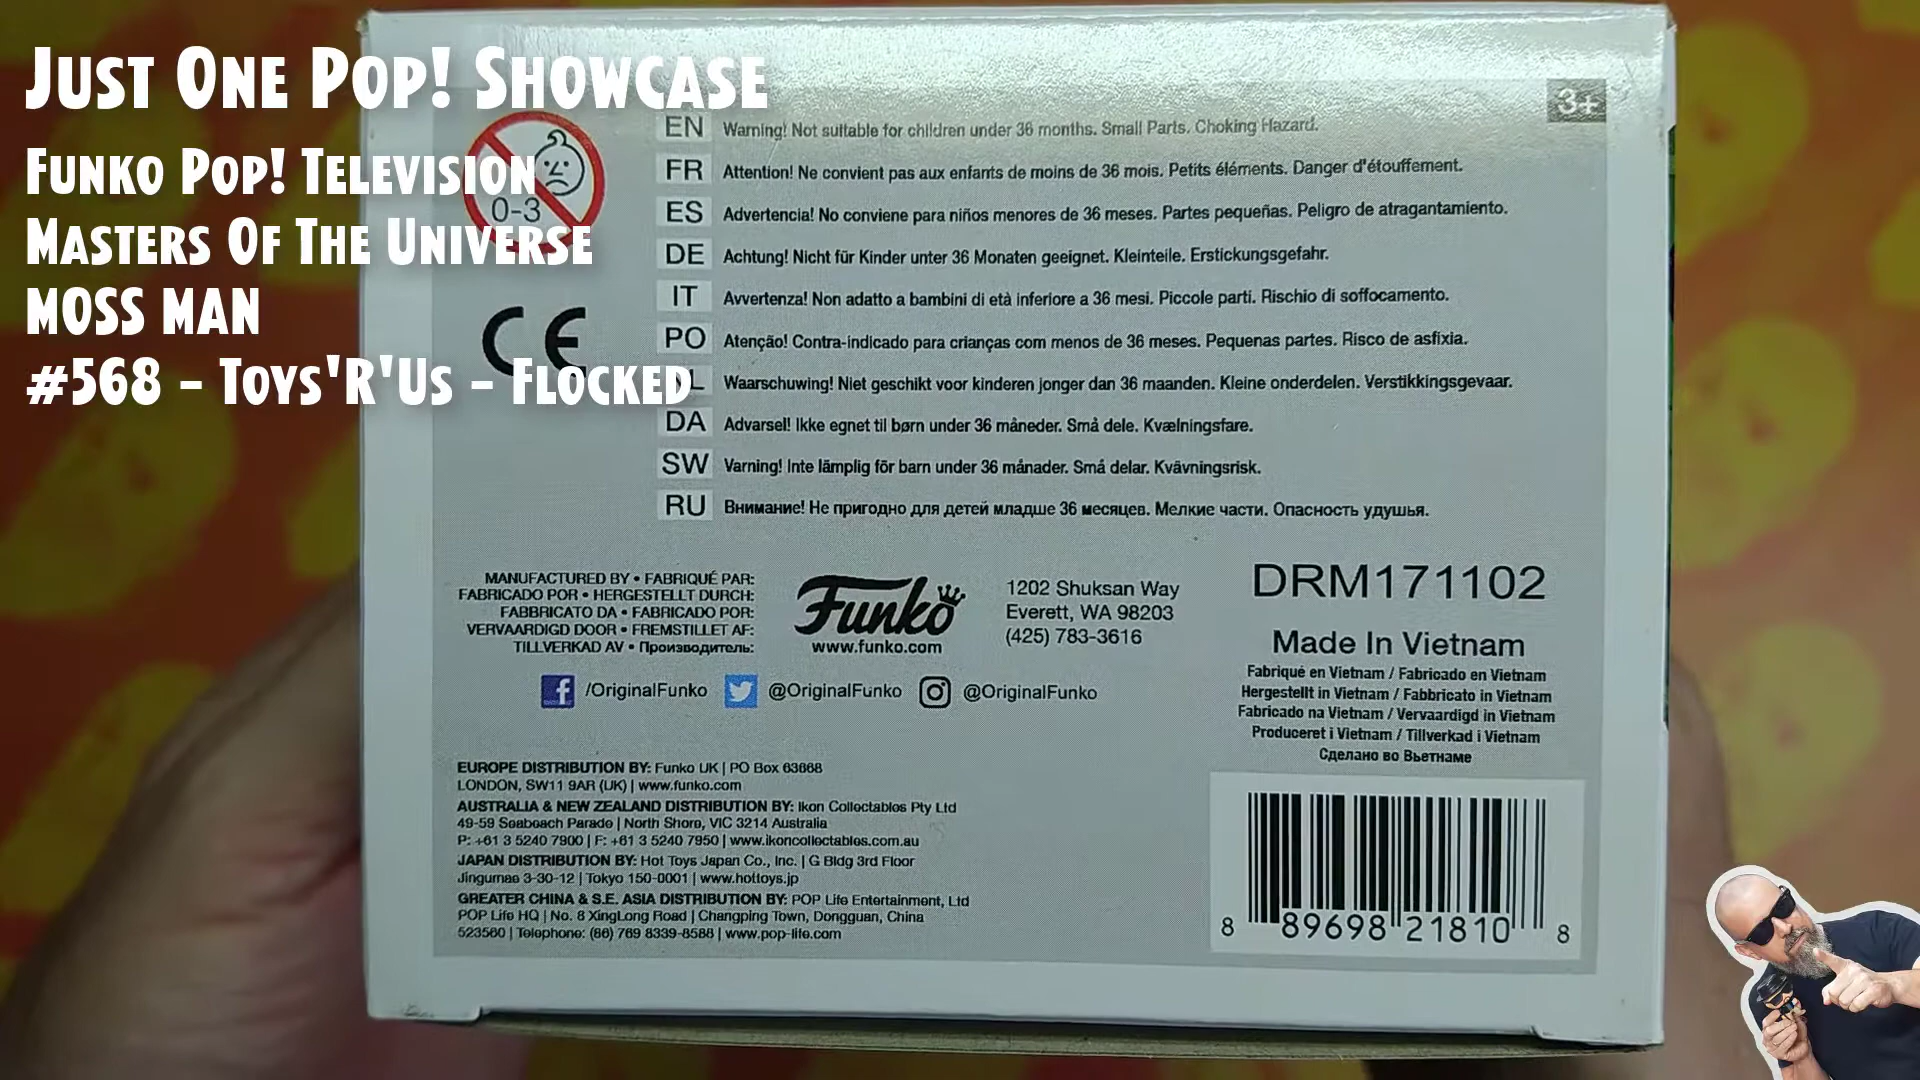 Just One Pop! Showcase
Funko Pop! Television
Masters Of The Universe
MOSS MAN
#568 - Toys'R'Us - Flocked
3+
0-3
CE
EN Warning! Not suitable for children under 36 months. Small Parts. Choking Hazard.
FR Attention! Ne convient pas aux enfants de moins de 36 mois. Petits éléments. Danger d'étouffement.
ES Advertencia! No conviene para niños menores de 36 meses. Partes pequeñas. Peligro de atragantamiento.
DE Achtung! Nicht für Kinder unter 36 Monaten geeignet. Kleinteile. Erstickungsgefahr.
IT Avvertenza! Non adatto a bambini di età inferiore a 36 mesi. Piccole parti. Rischio di soffocamento.
PO Atenção! Contra-indicado para crianças com menos de 36 meses. Pequenas partes. Risco de asfixia.
NL Waarschuwing! Niet geschikt voor kinderen jonger dan 36 maanden. Kleine onderdelen. Verstikkingsgevaar.
DA Advarsel! Ikke egnet til børn under 36 måneder. Små dele. Kvælningsfare.
SW Varning! Inte lämplig för barn under 36 månader. Små delar. Kvävningsrisk.
RU Внимание! Не пригодно для детей младше 36 месяцев. Мелкие части. Опасность удушья.
MANUFACTURED BY • FABRIQUÉ PAR:
FABRICADO POR • HERGESTELLT DURCH:
FABBRICATO DA • FABRICADO POR:
VERVAARDIGD DOOR • FREMSTILLET AF:
TILLVERKAD AV • Производитель:
Funko
www.funko.com
1202 Shuksan Way
Everett, WA 98203
(425) 783-3616
/OriginalFunko @OriginalFunko @OriginalFunko
DRM171102
Made In Vietnam
Fabriqué en Vietnam / Fabricado en Vietnam
Hergestellt in Vietnam / Fabbricato in Vietnam
Fabricado na Vietnam / Vervaardigd in Vietnam
Produceret i Vietnam / Tillverkad i Vietnam
Сделано во Вьетнаме
EUROPE DISTRIBUTION BY: Funko UK | PO Box 63668
LONDON, SW11 9AR (UK) | www.funko.com
AUSTRALIA & NEW ZEALAND DISTRIBUTION BY: Ikon Collectables Pty Ltd
49-59 Seabeach Parade | North Shore, VIC 3214 Australia
P: +61 3 5240 7900 | F: +61 3 5240 7950 | www.ikoncollectables.com.au
JAPAN DISTRIBUTION BY: Hot Toys Japan Co., Inc. | G Bldg 3rd Floor
Jingumae 3-30-12 | Tokyo 150-0001 | www.hottoys.jp
GREATER CHINA & S.E. ASIA DISTRIBUTION BY: POP Life Entertainment, Ltd
POP Life HQ | No. 8 XingLong Road | Changping Town, Dongguan, China
523560 | Telephone: (86) 769 8339-8588 | www.pop-life.com
8 89698 21810 8